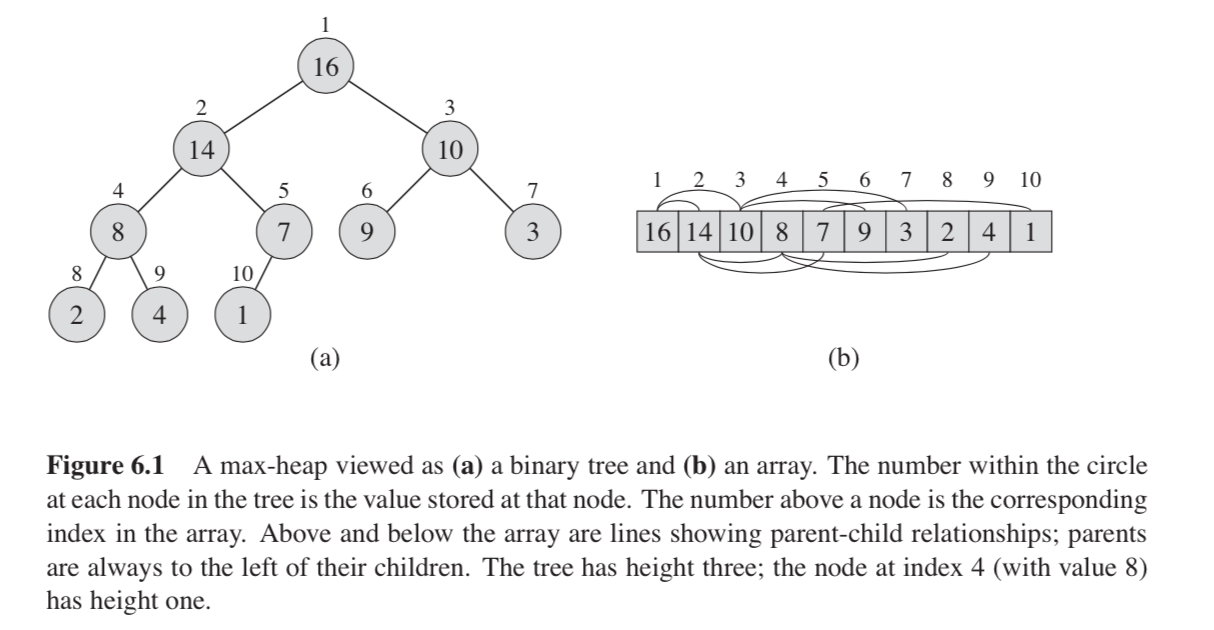 1
16
2 3
14 10
4 5 6 7
8 7 9 3
8 9 10
2 4 1
(a)
1 2 3 4 5 6 7 8 9 10
16 14 10 8 7 9 3 2 4 1
(b)
Figure 6.1 A max-heap viewed as (a) a binary tree and (b) an array. The number within the circle
at each node in the tree is the value stored at that node. The number above a node is the corresponding
index in the array. Above and below the array are lines showing parent-child relationships; parents
are always to the left of their children. The tree has height three; the node at index 4 (with value 8)
has height one.